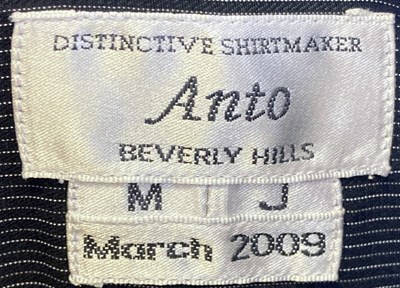 DISTINCTIVE SHIRTMAKER
Anto
BEVERLY HILLS
M J
March 2009